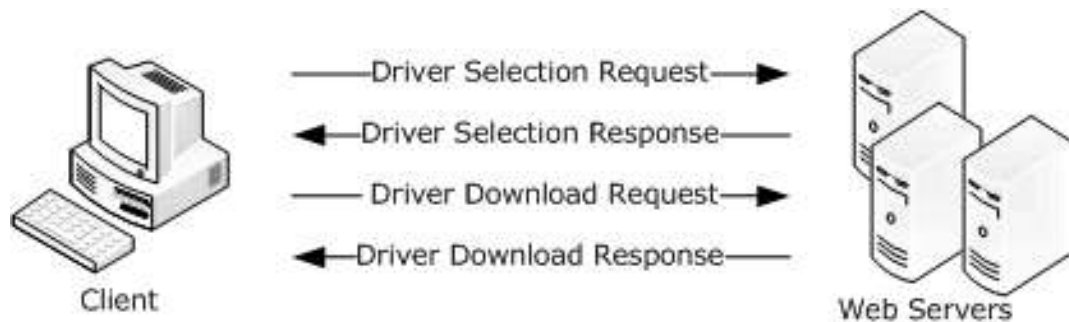 Driver Selection Request
Driver Selection Response
Driver Download Request
Driver Download Response
Client
Web Servers